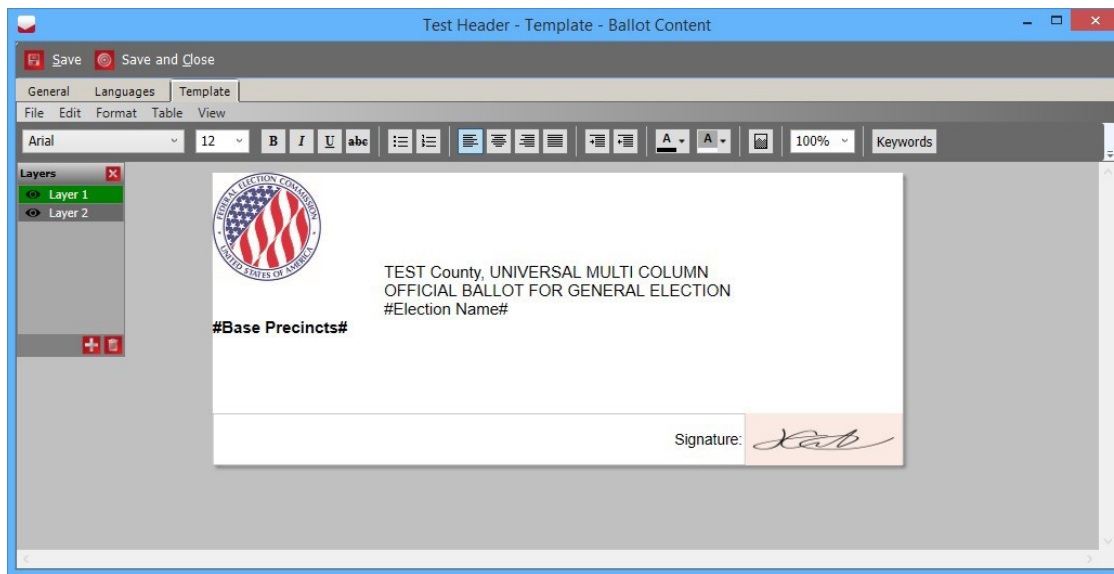 Test Header - Template - Ballot Content
Save Save and Close
General Languages Template
File Edit Format Table View
Arial 12 B I U abc A A 100% Keywords
Layers
Layer 1
Layer 2
FEDERAL ELECTION COMMISSION
UNITED STATES OF AMERICA
TEST County, UNIVERSAL MULTI COLUMN
OFFICIAL BALLOT FOR GENERAL ELECTION
#Election Name#
#Base Precincts#
Signature: